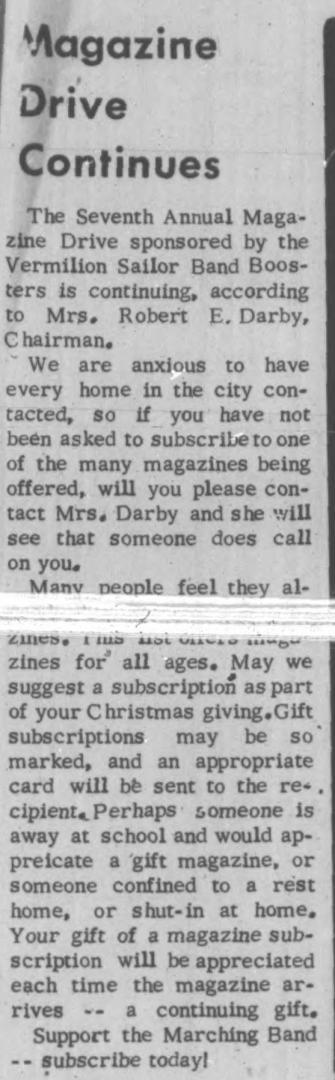 Magazine
Drive
Continues
The Seventh Annual Maga-
zine Drive sponsored by the
Vermilion Sailor Band Boos-
ters is continuing, according
to Mrs. Robert E. Darby,
Chairman.
We are anxious to have
every home in the city con-
tacted, so if you have not
been asked to subscribe to one
of the many magazines being
offered, will you please con-
tact Mrs. Darby and she will
see that someone does call
on you.
Many people feel they al-
zines. This list offers maga-
zines for all ages. May we
suggest a subscription as part
of your Christmas giving. Gift
subscriptions may be so
marked, and an appropriate
card will be sent to the re-
cipient. Perhaps someone is
away at school and would ap-
preicate a gift magazine, or
someone confined to a rest
home, or shut-in at home.
Your gift of a magazine sub-
scription will be appreciated
each time the magazine ar-
rives -- a continuing gift.
Support the Marching Band
-- subscribe today!